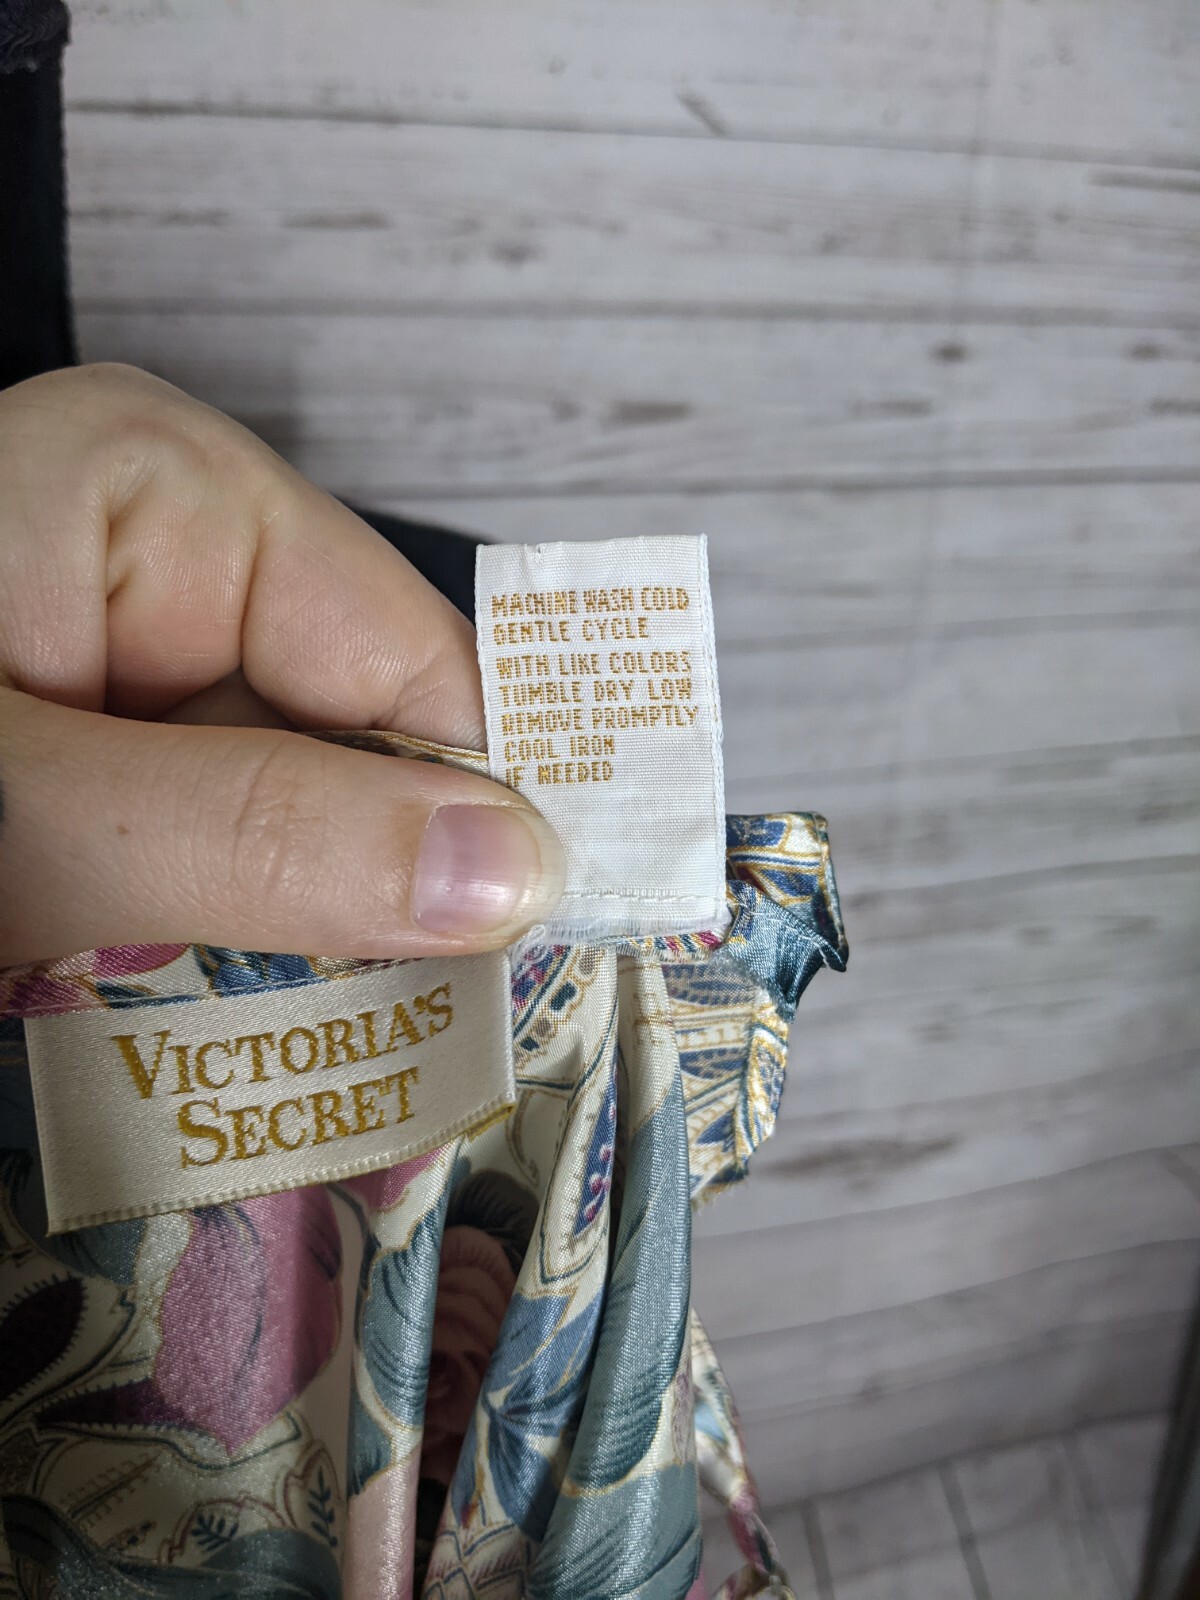 MACHINE WASH COLD
GENTLE CYCLE
WITH LIKE COLORS
TUMBLE DRY LOW
REMOVE PROMPTLY
COOL IRON
IF NEEDED
VICTORIA'S
SECRET